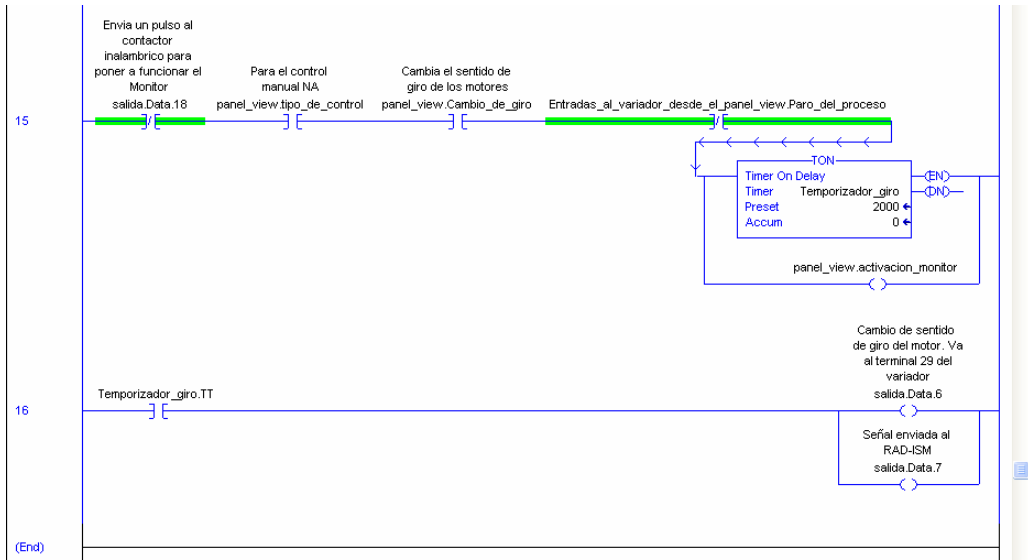 Envia un pulso al
contactor
inalambrico para
poner a funcionar el
Monitor
salida.Data.18
Para el control
manual NA
panel_view.tipo_de_control
Cambia el sentido de
giro de los motores
panel_view.Cambio_de_giro
Entradas_al_variador_desde_el_panel_view.Paro_del_proceso
15
TON
Timer On Delay
Timer Temporizador_giro
Preset 2000
Accum 0
EN
DN
panel_view.activacion_monitor
Cambio de sentido
de giro del motor. Va
al terminal 29 del
variador
salida.Data.6
Temporizador_giro.TT
16
Señal enviada al
RAD-ISM
salida.Data.7
(End)